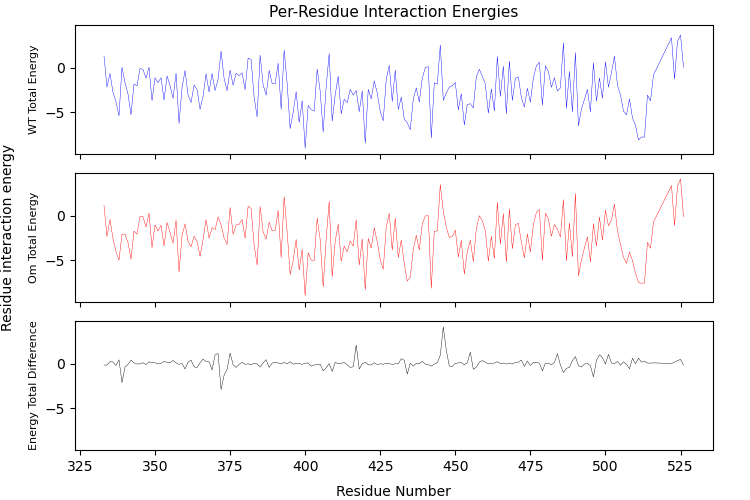 Per-Residue Interaction Energies
Residue interaction energy
WT Total Energy
0
−5
Om Total Energy
0
−5
Energy Total Difference
0
−5
325 350 375 400 425 450 475 500 525
Residue Number